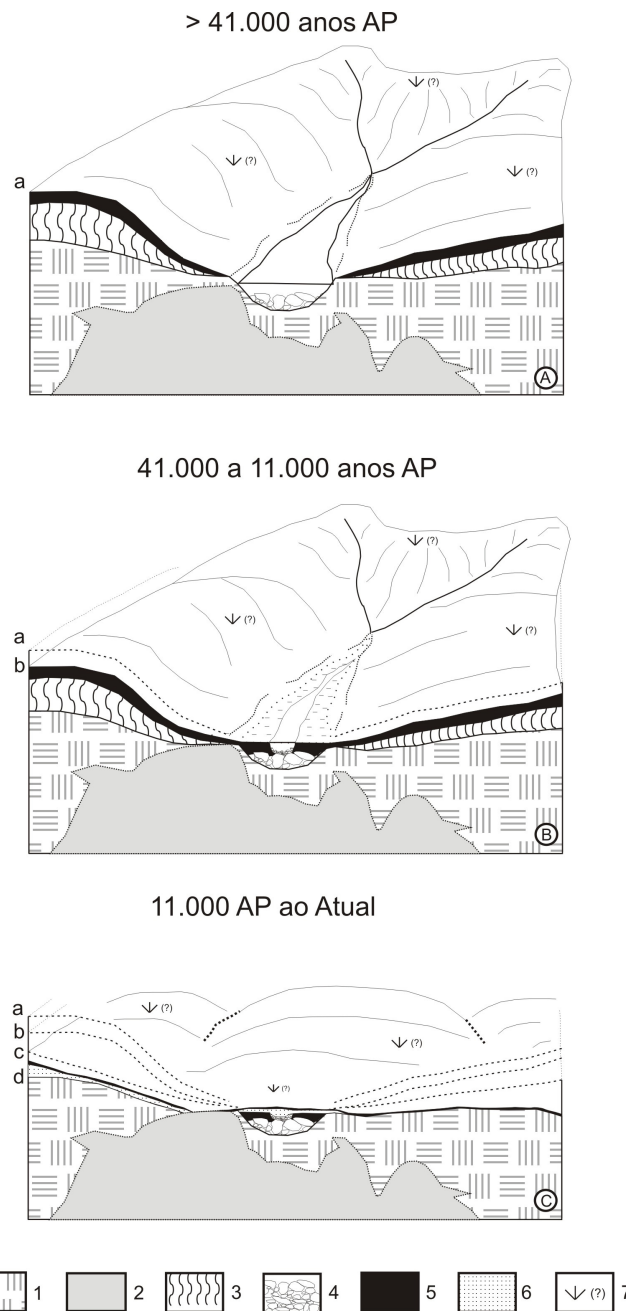 > 41.000 anos AP
(?)
(?)
(?)
a
A
41.000 a 11.000 anos AP
(?)
(?)
(?)
a
b
B
11.000 AP ao Atual
a
(?)
b
(?)
c
(?)
d
C
1 2 3 4 5 6 (?) 7